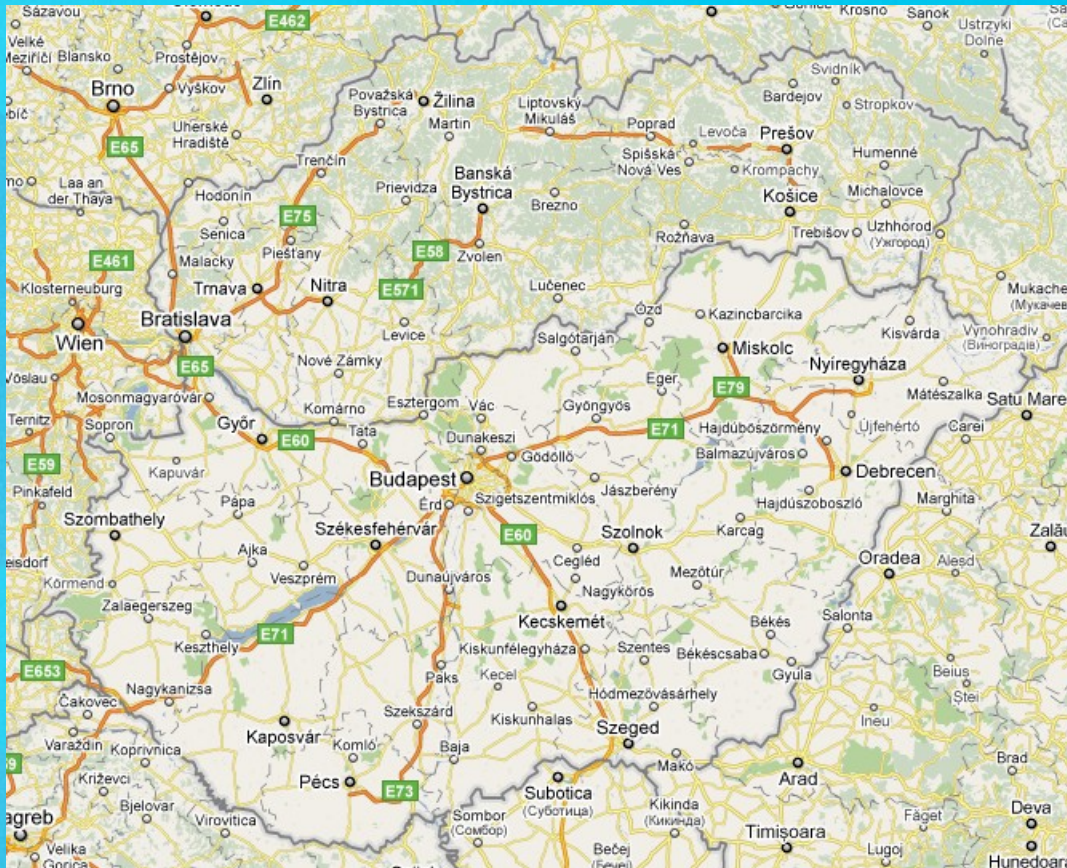 Sázavou
E462
Krosno
Sanok
Ustrzyki
Dolne
Velké
Meziříčí
Blansko
Prostějov
Svidník
Brno
Vyškov
Zlín
Považská
Bystrica
Žilina
Liptovský
Mikuláš
Bardejov
Stropkov
E65
Uherské
Hradiště
Martin
Poprad
Levoča
Prešov
Spišská
Nová Ves
Krompachy
Humenné
Laa an
der Thaya
Hodonín
Trenčín
Prievidza
Banská
Bystrica
Brezno
Košice
Michalovce
Senica
E75
Rožňava
Trebišov
Uzhhorod
(Ужгород)
Piešťany
E58
Zvolen
E461
Malacky
Klosterneuburg
Trnava
Nitra
E571
Lučenec
Mukache
(Мукачев
Wien
Bratislava
Levice
Ózd
Kazincbarcika
Kisvárda
Vynohradiv
(Виноградів)
Salgótarján
Miskolc
E65
Nové Zámky
Nyíregyháza
Vöslau
Mosonmagyaróvár
Eger
E79
Mátészalka
Satu Mare
Komárno
Esztergom
Vác
Gyöngyös
Ternitz
Sopron
Győr
E60
Tata
Dunakeszi
E71
Hajdúböszörmény
Újfehértó
Carei
Gödöllő
Balmazújváros
E59
Kapuvár
Budapest
Jászberény
Debrecen
Pinkafeld
Pápa
Érd
Szigetszentmiklós
Hajdúszoboszló
Marghita
Szombathely
Székesfehérvár
E60
Szolnok
Karcag
Zalău
Ajka
Veszprém
Cegléd
Oradea
Alesd
Körmend
Dunaújváros
Nagykörös
Mezőtúr
Zalaegerszeg
Kecskemét
Salonta
Keszthely
E71
Békés
Kiskunfélegyháza
Szentes
Békéscsaba
Beius
E653
Paks
Kecel
Gyula
Stei
Nagykanizsa
Hódmezövásárhely
Čakovec
Kaposvár
Szekszárd
Kiskunhalas
Ineu
Varaždin
Koprivnica
Komló
Baja
Szeged
Makó
Brad
Križevci
Pécs
E73
Subotica
(Суботица)
Arad
Bjelovar
Kikinda
(Кикинда)
Deva
Virovitica
Sombor
(Сомбор)
Timişoara
Făget
Velika
Gorica
Bečej
Lugoj
Hunedoara